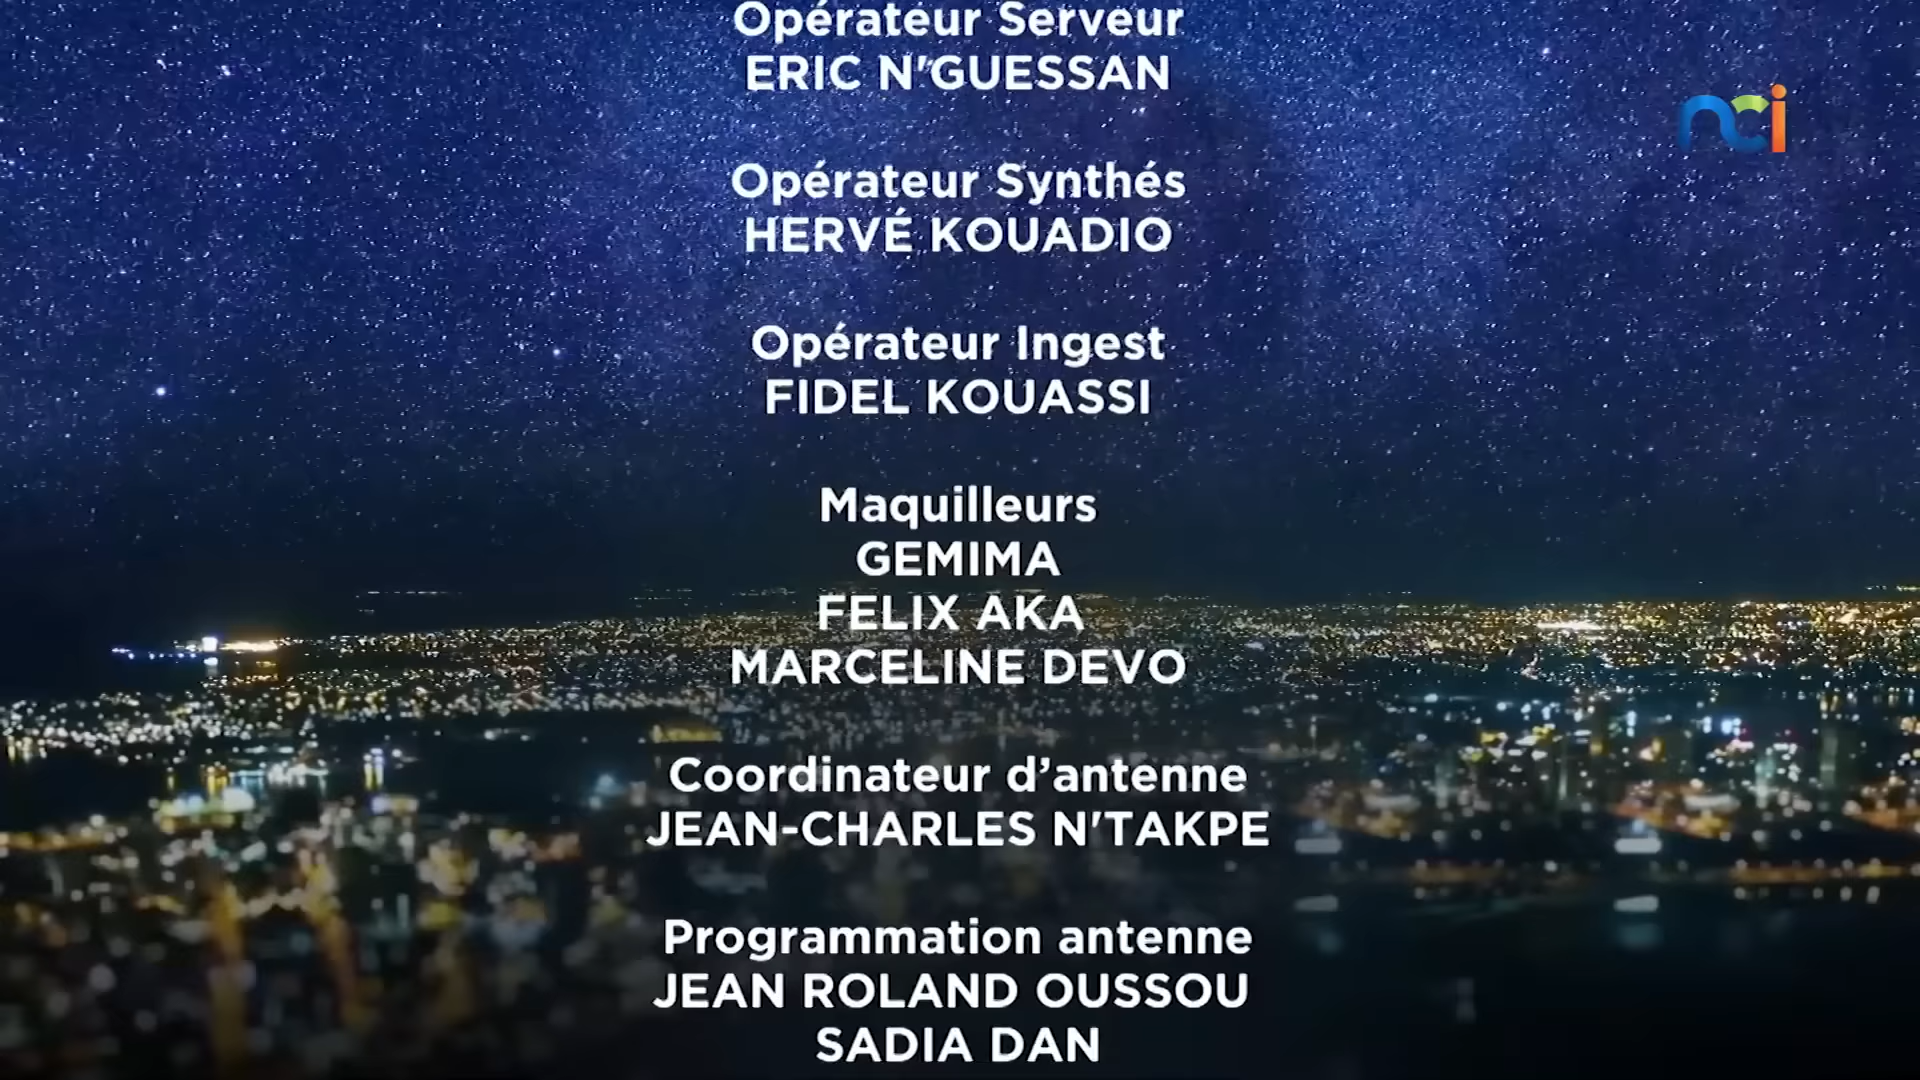 Opérateur Serveur
ERIC N'GUESSAN
nci
Opérateur Synthés
HERVÉ KOUADIO
Opérateur Ingest
FIDEL KOUASSI
Maquilleurs
GEMIMA
FELIX AKA
MARCELINE DEVO
Coordinateur d’antenne
JEAN-CHARLES N'TAKPE
Programmation antenne
JEAN ROLAND OUSSOU
SADIA DAN